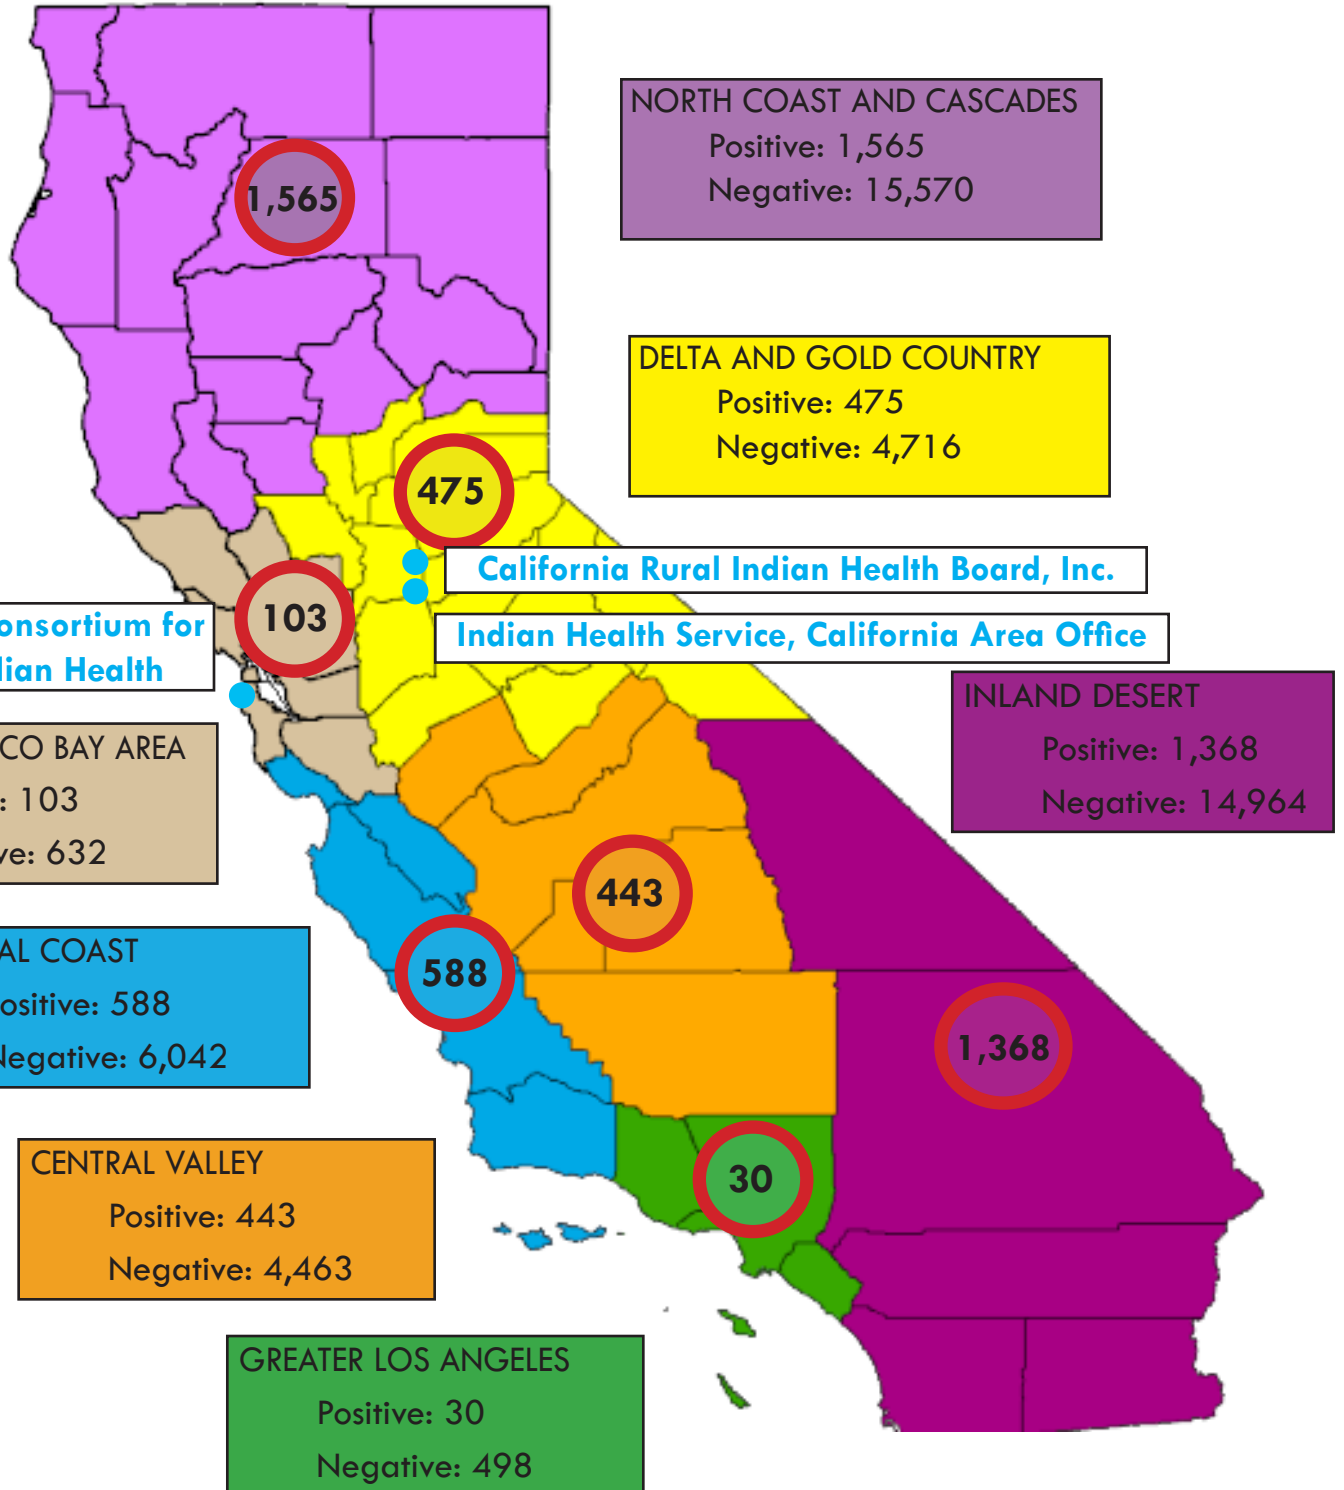 NORTH COAST AND CASCADES
Positive: 1,565
Negative: 15,570
1,565
DELTA AND GOLD COUNTRY
Positive: 475
Negative: 4,716
475
California Rural Indian Health Board, Inc.
Indian Health Service, California Area Office
onsortium for
dian Health
103
CO BAY AREA
: 103
ve: 632
INLAND DESERT
Positive: 1,368
Negative: 14,964
443
AL COAST
ositive: 588
Negative: 6,042
588
1,368
CENTRAL VALLEY
Positive: 443
Negative: 4,463
30
GREATER LOS ANGELES
Positive: 30
Negative: 498